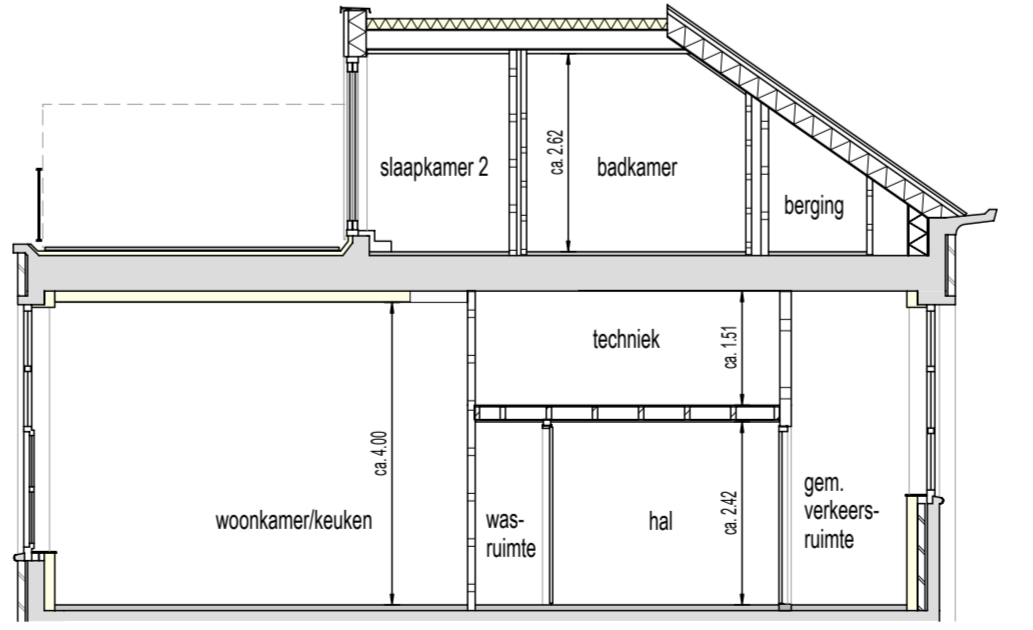 slaapkamer 2
ca. 2.62
badkamer
berging
techniek
ca. 1.51
ca. 4.00
woonkamer/keuken
was-
ruimte
hal
ca. 2.42
gem.
verkeers-
ruimte